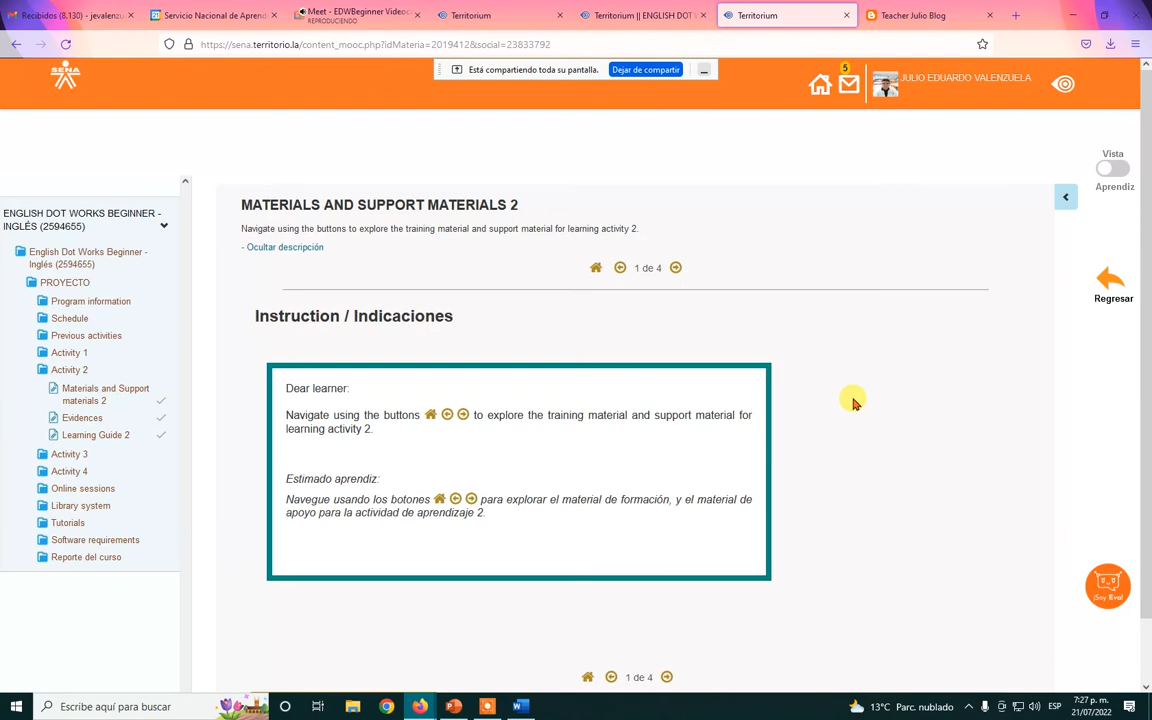 Recibidos (8.130) - jevalenzu
Servicio Nacional de Aprendi
Meet - EDWBeginner Videoc
REPRODUCIENDO
Territorium
Territorium || ENGLISH DOT W
Territorium
Teacher Julio Blog
https://sena.territorio.la/content_mooc.php?idMateria=2019412&social=23833792
SENA
Está compartiendo toda su pantalla.
Dejar de compartir
5
JULIO EDUARDO VALENZUELA
Vista
Aprendiz
Regresar
ENGLISH DOT WORKS BEGINNER -
INGLÉS (2594655)
English Dot Works Beginner -
Inglés (2594655)
PROYECTO
Program information
Schedule
Previous activities
Activity 1
Activity 2
Materials and Support
materials 2
Evidences
Learning Guide 2
Activity 3
Activity 4
Online sessions
Library system
Tutorials
Software requirements
Reporte del curso
MATERIALS AND SUPPORT MATERIALS 2
Navigate using the buttons to explore the training material and support material for learning activity 2.
- Ocultar descripción
1 de 4
Instruction / Indicaciones
Dear learner:
Navigate using the buttons to explore the training material and support material for
learning activity 2.
Estimado aprendiz:
Navegue usando los botones para explorar el material de formación, y el material de
apoyo para la actividad de aprendizaje 2.
1 de 4
¡Soy Eva!
Escribe aquí para buscar
13°C Parc. nublado
ESP
7:27 p. m.
21/07/2022